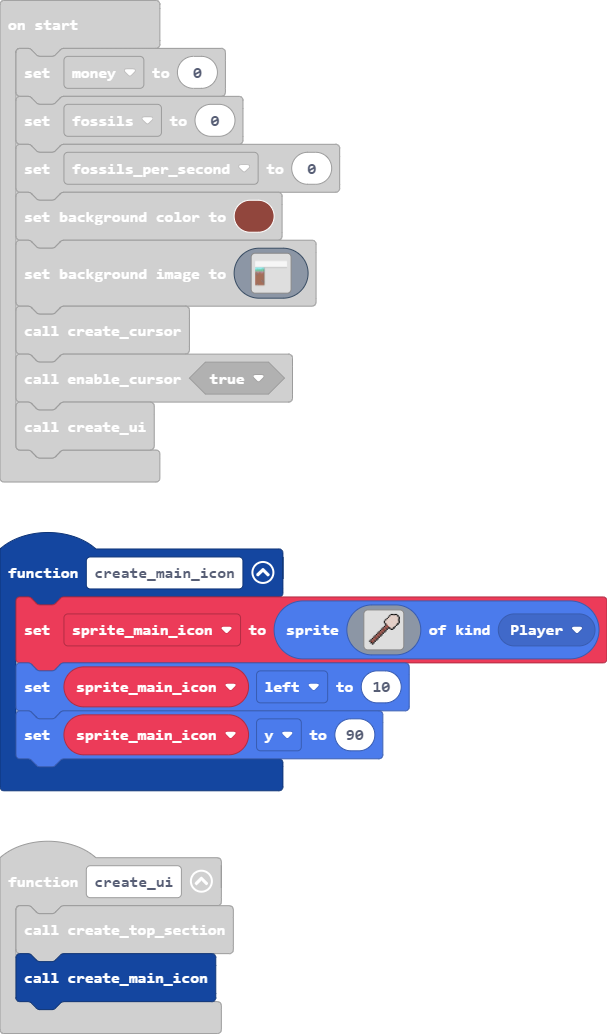 on start
set money to 0
set fossils to 0
set fossils_per_second to 0
set background color to
set background image to
call create_cursor
call enable_cursor true
call create_ui
function create_main_icon
set sprite_main_icon to sprite of kind Player
set sprite_main_icon left to 10
set sprite_main_icon y to 90
function create_ui
call create_top_section
call create_main_icon